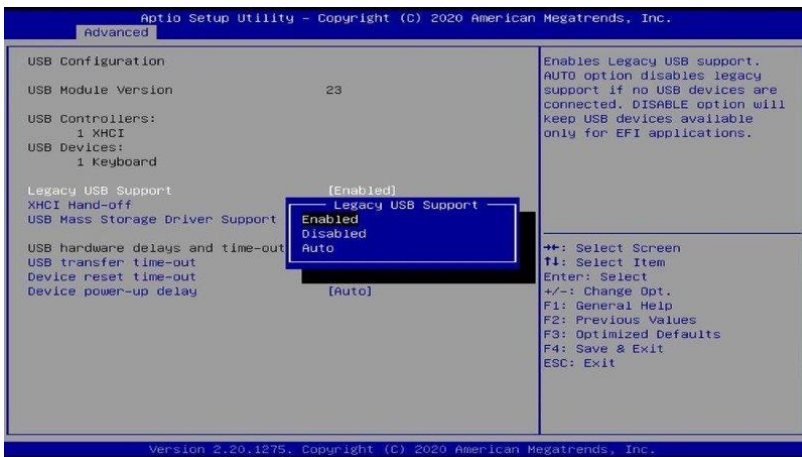 Aptio Setup Utility – Copyright (C) 2020 American Megatrends, Inc.
Advanced
USB Configuration
USB Module Version 23
USB Controllers:
1 XHCI
USB Devices:
1 Keyboard
Legacy USB Support [Enabled]
XHCI Hand-off
USB Mass Storage Driver Support
USB hardware delays and time-out
USB transfer time-out
Device reset time-out
Device power-up delay [Auto]
Legacy USB Support
Enabled
Disabled
Auto
Enables Legacy USB support.
AUTO option disables legacy
support if no USB devices are
connected. DISABLE option will
keep USB devices available
only for EFI applications.
→←: Select Screen
↑↓: Select Item
Enter: Select
+/-: Change Opt.
F1: General Help
F2: Previous Values
F3: Optimized Defaults
F4: Save & Exit
ESC: Exit
Version 2.20.1275. Copyright (C) 2020 American Megatrends, Inc.